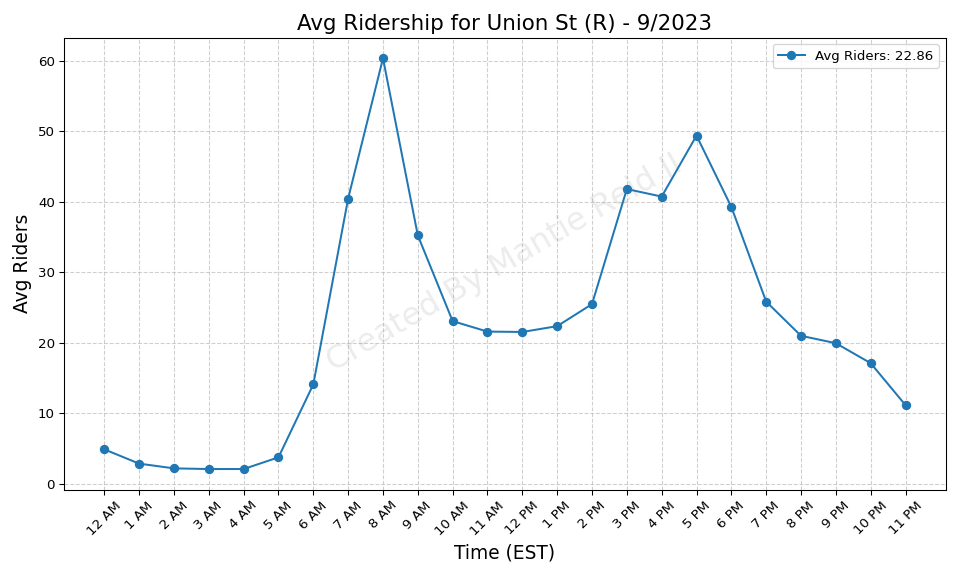 Avg Ridership for Union St (R) - 9/2023
Avg Riders: 22.86
Avg Riders
60
50
40
30
20
10
0
Created By Mantle Reid II
12 AM
1 AM
2 AM
3 AM
4 AM
5 AM
6 AM
7 AM
8 AM
9 AM
10 AM
11 AM
12 PM
1 PM
2 PM
3 PM
4 PM
5 PM
6 PM
7 PM
8 PM
9 PM
10 PM
11 PM
Time (EST)